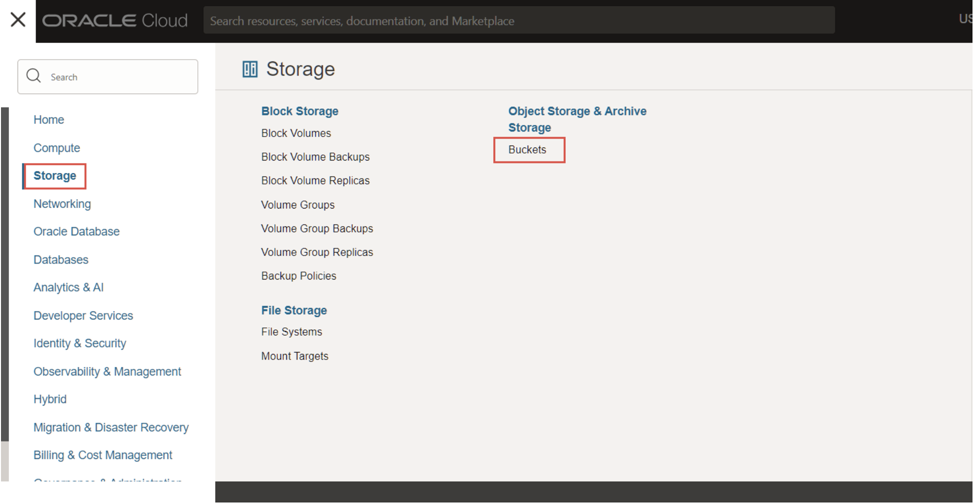 ORACLE Cloud
Search resources, services, documentation, and Marketplace
US
Search
Home
Compute
Storage
Networking
Oracle Database
Databases
Analytics & AI
Developer Services
Identity & Security
Observability & Management
Hybrid
Migration & Disaster Recovery
Billing & Cost Management
Governance & Administration
Storage
Block Storage
Block Volumes
Block Volume Backups
Block Volume Replicas
Volume Groups
Volume Group Backups
Volume Group Replicas
Backup Policies
File Storage
File Systems
Mount Targets
Object Storage & Archive
Storage
Buckets